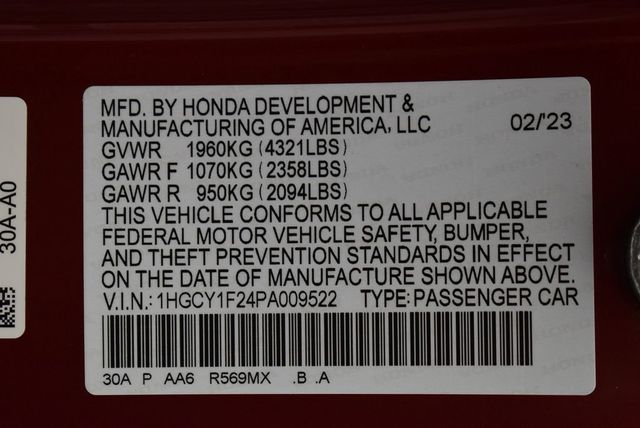 MFD. BY HONDA DEVELOPMENT &
MANUFACTURING OF AMERICA, LLC 02/'23
GVWR 1960KG (4321LBS)
GAWR F 1070KG (2358LBS)
GAWR R 950KG (2094LBS)
THIS VEHICLE CONFORMS TO ALL APPLICABLE
FEDERAL MOTOR VEHICLE SAFETY, BUMPER,
AND THEFT PREVENTION STANDARDS IN EFFECT
ON THE DATE OF MANUFACTURE SHOWN ABOVE.
V.I.N.: 1HGCY1F24PA009522 TYPE: PASSENGER CAR
30A P AA6 R569MX .B .A
30A-A0